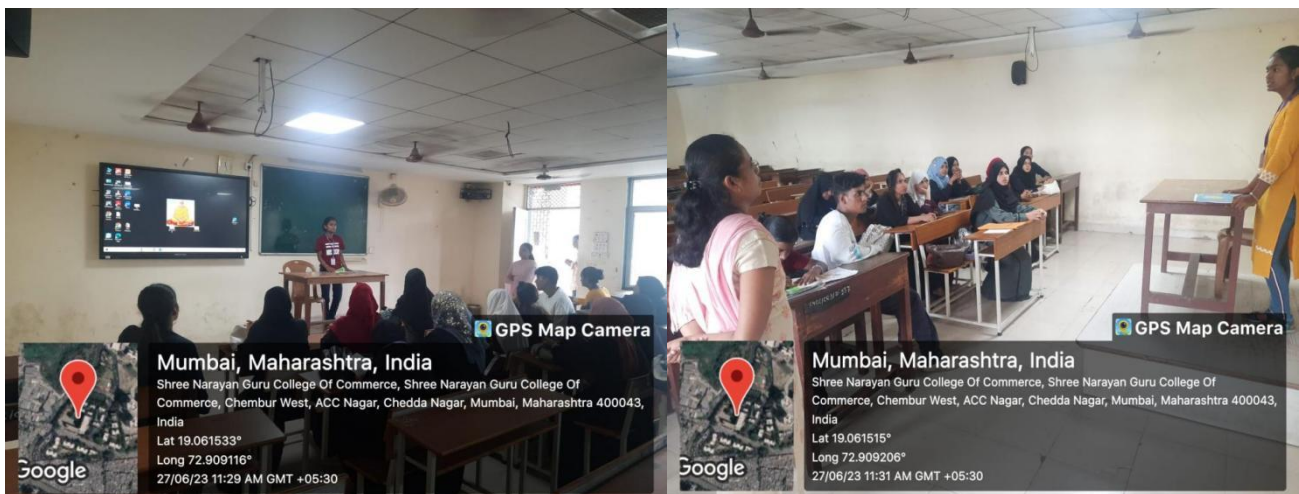 GPS Map Camera
Mumbai, Maharashtra, India
Shree Narayan Guru College Of Commerce, Shree Narayan Guru College Of
Commerce, Chembur West, ACC Nagar, Chedda Nagar, Mumbai, Maharashtra 400043,
India
Lat 19.061533°
Long 72.909116°
27/06/23 11:29 AM GMT +05:30
Google
GPS Map Camera
Mumbai, Maharashtra, India
Shree Narayan Guru College Of Commerce, Shree Narayan Guru College Of
Commerce, Chembur West, ACC Nagar, Chedda Nagar, Mumbai, Maharashtra 400043,
India
Lat 19.061515°
Long 72.909206°
27/06/23 11:31 AM GMT +05:30
Google